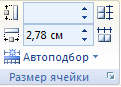 2,78 см
Автоподбор
Размер ячейки